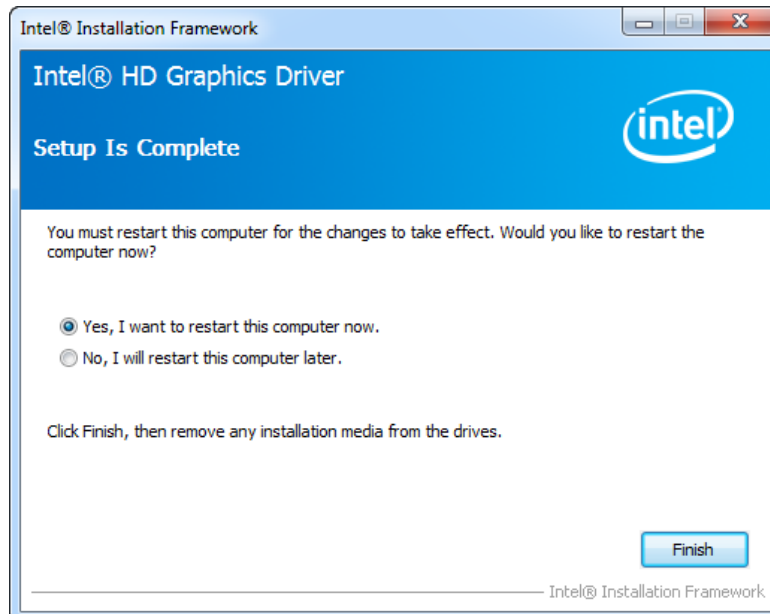 Intel® Installation Framework
Intel® HD Graphics Driver
intel®
Setup Is Complete
You must restart this computer for the changes to take effect. Would you like to restart the
computer now?
Yes, I want to restart this computer now.
No, I will restart this computer later.
Click Finish, then remove any installation media from the drives.
Finish
Intel® Installation Framework